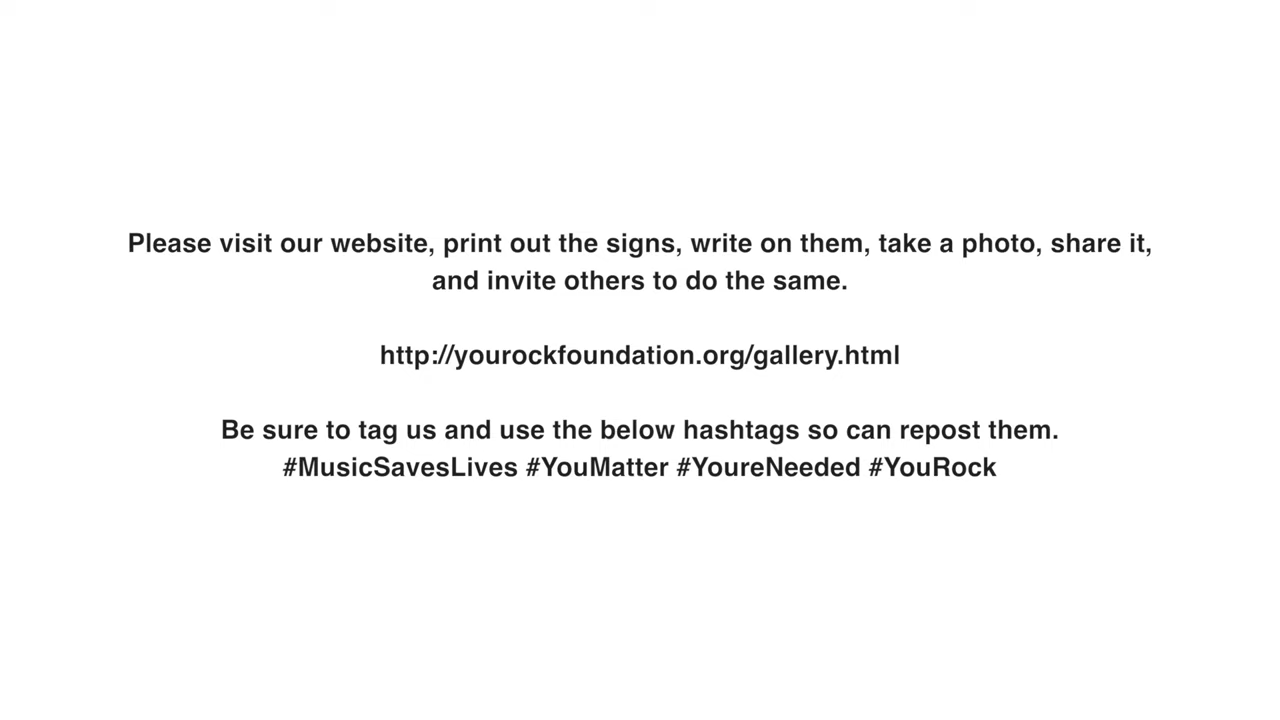 Please visit our website, print out the signs, write on them, take a photo, share it,
and invite others to do the same.
http://yourockfoundation.org/gallery.html
Be sure to tag us and use the below hashtags so can repost them.
#MusicSavesLives #YouMatter #YoureNeeded #YouRock